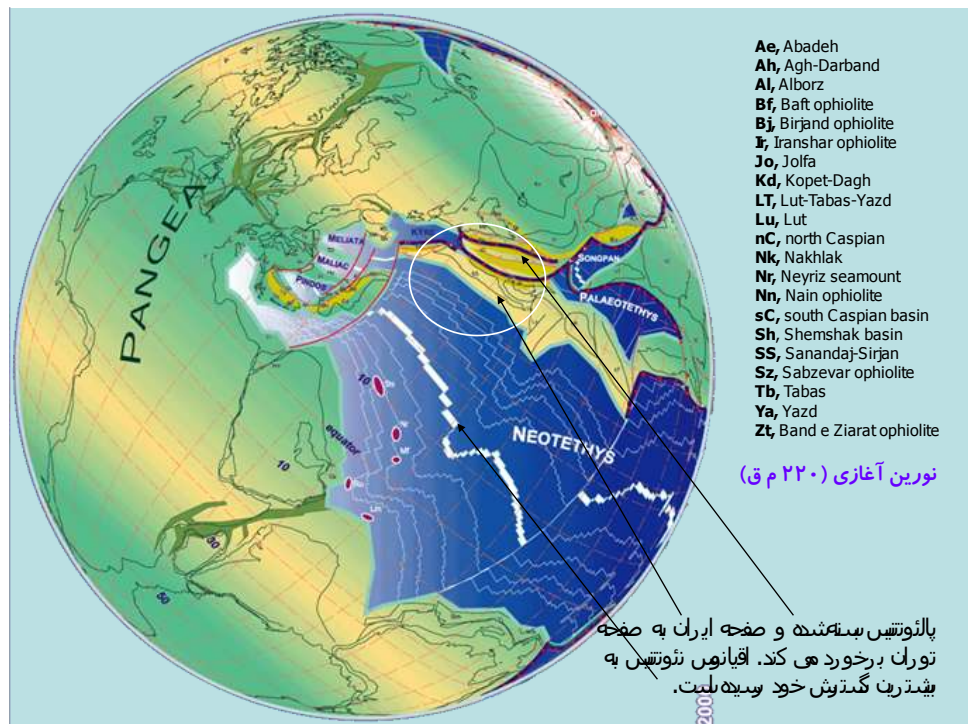 Ae, Abadeh
Ah, Agh-Darband
Al, Alborz
Bf, Baft ophiolite
Bj, Birjand ophiolite
Ir, Iranshar ophiolite
Jo, Jolfa
Kd, Kopet-Dagh
LT, Lut-Tabas-Yazd
Lu, Lut
nC, north Caspian
Nk, Nakhlak
Nr, Neyriz seamount
Nn, Nain ophiolite
sC, south Caspian basin
Sh, Shemshak basin
SS, Sanandaj-Sirjan
Sz, Sabzevar ophiolite
Tb, Tabas
Ya, Yazd
Zt, Band e Ziarat ophiolite
نورین آغازی (۲۲۰ م ق)
PANGEA
MELIATA
MALIAC
PINDOS
SONGPAN
PALAEOTETHYS
NEOTETHYS
equator
10
10
30
50
پالئوتتیس بسته شده و صفحه ایران به صفحه
توران برخورد می کند. اقیانوس نئوتتیس به
بیشترین گسترش خود رسیده است.